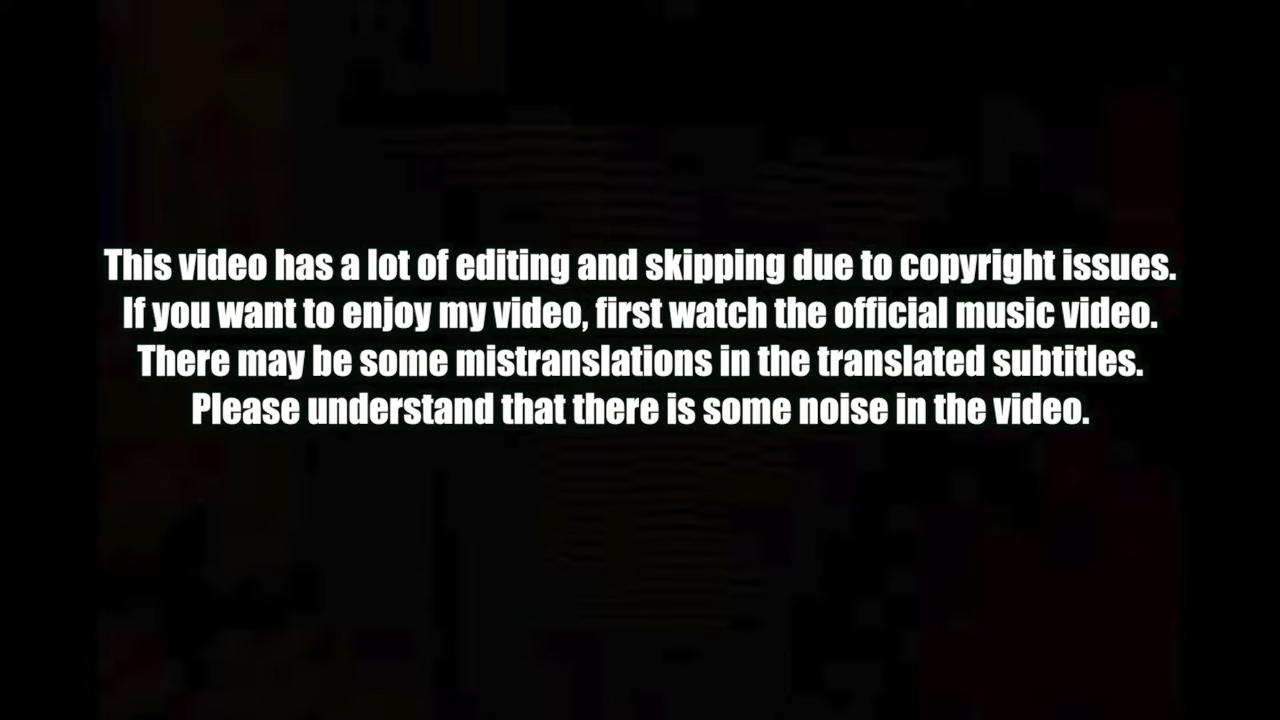 This video has a lot of editing and skipping due to copyright issues.
If you want to enjoy my video, first watch the official music video.
There may be some mistranslations in the translated subtitles.
Please understand that there is some noise in the video.